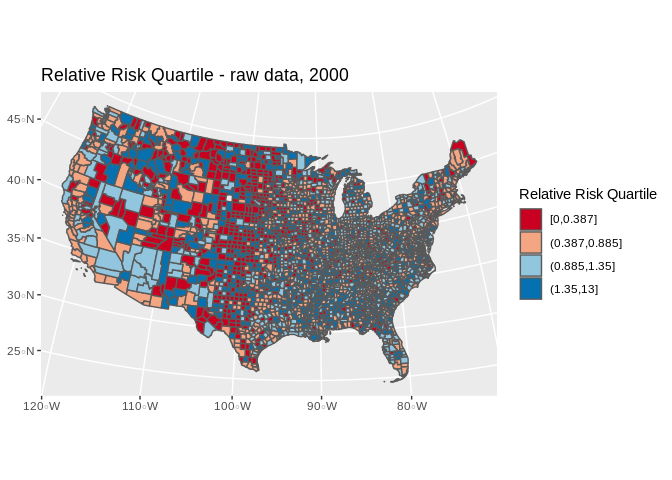 Relative Risk Quartile - raw data, 2000
45°N
40°N
35°N
30°N
25°N
120°W
110°W
100°W
90°W
80°W
Relative Risk Quartile
[0,0.387]
(0.387,0.885]
(0.885,1.35]
(1.35,13]